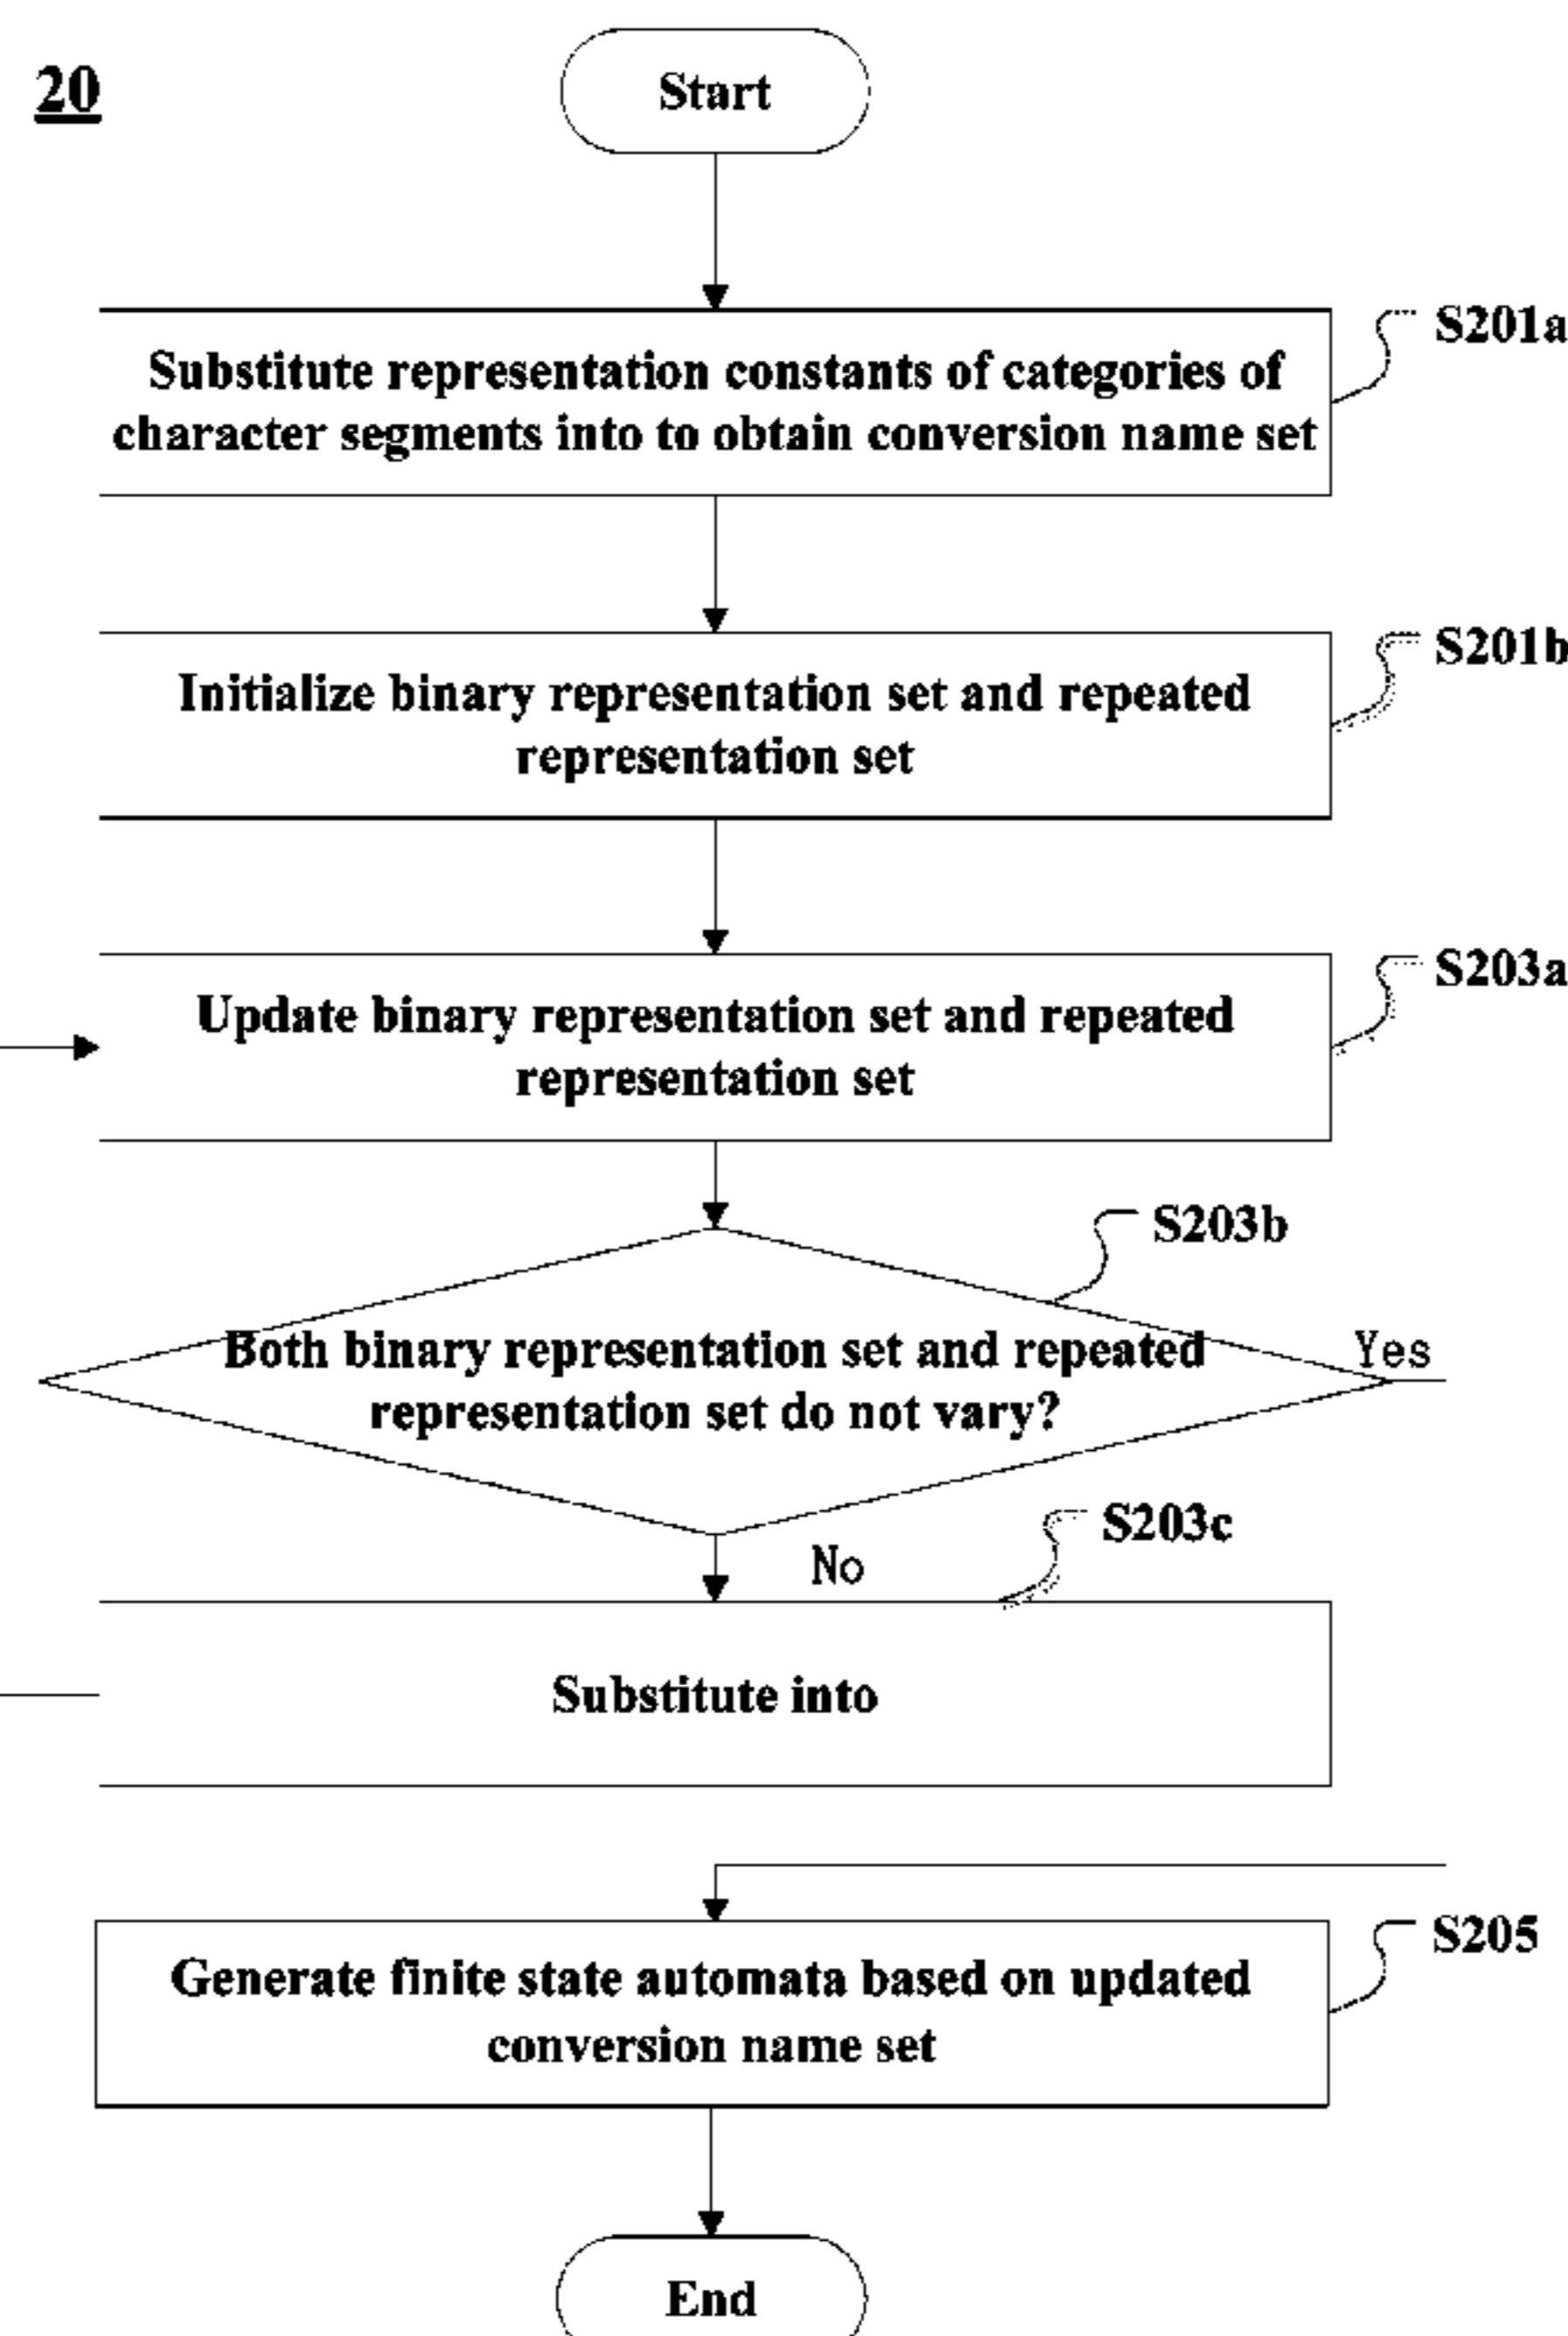 20
Start
S201a
Substitute representation constants of categories of
character segments into to obtain conversion name set
S201b
Initialize binary representation set and repeated
representation set
S203a
Update binary representation set and repeated
representation set
S203b
Both binary representation set and repeated
representation set do not vary?
Yes
No
S203c
Substitute into
S205
Generate finite state automata based on updated
conversion name set
End